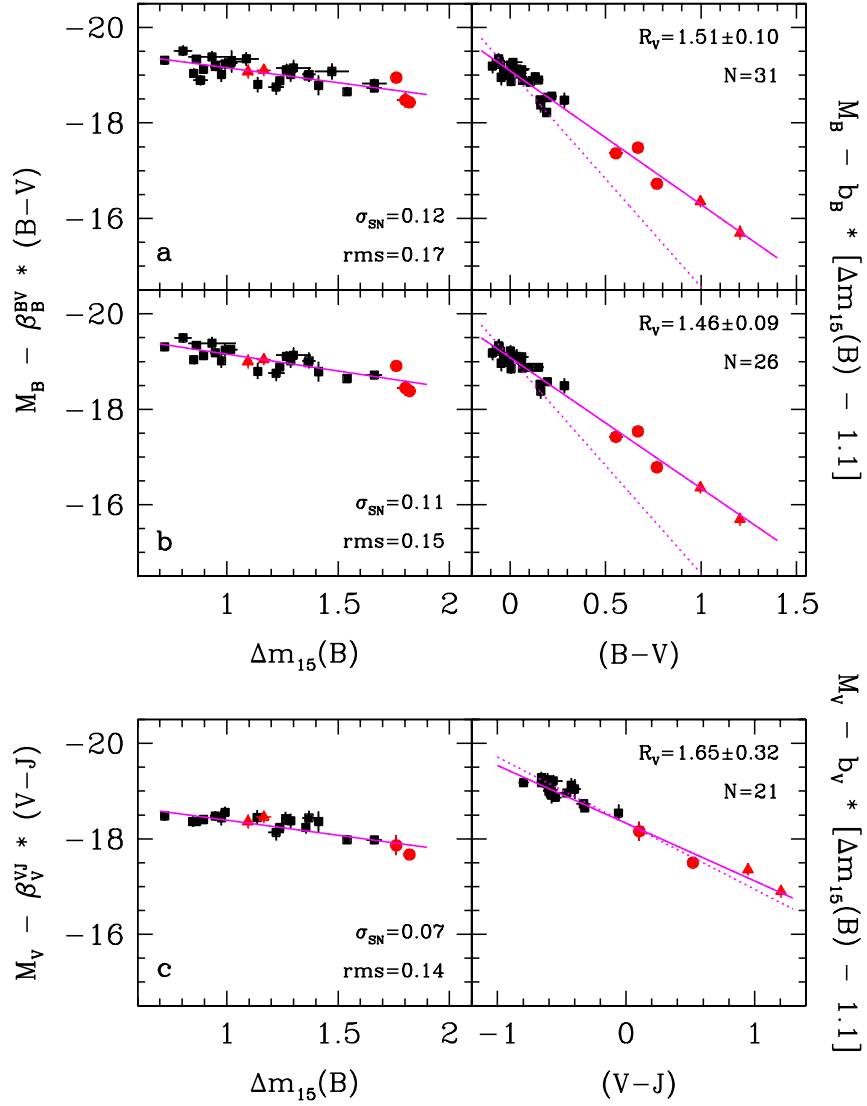 M_B − β_B^BV * (B−V)
−20
−18
−16
a
σ_SN=0.12
rms=0.17
R_V=1.51±0.10
N=31
M_B − b_B * [Δm_15(B) − 1.1]
−20
−18
−16
b
σ_SN=0.11
rms=0.15
R_V=1.46±0.09
N=26
1 2
0 0.5 1 1.5
Δm_15(B)
(B−V)
M_V − β_V^VJ * (V−J)
−20
−18
−16
c
σ_SN=0.07
rms=0.14
R_V=1.65±0.32
N=21
M_V − b_V * [Δm_15(B) − 1.1]
1 2
−1 0 1
Δm_15(B)
(V−J)